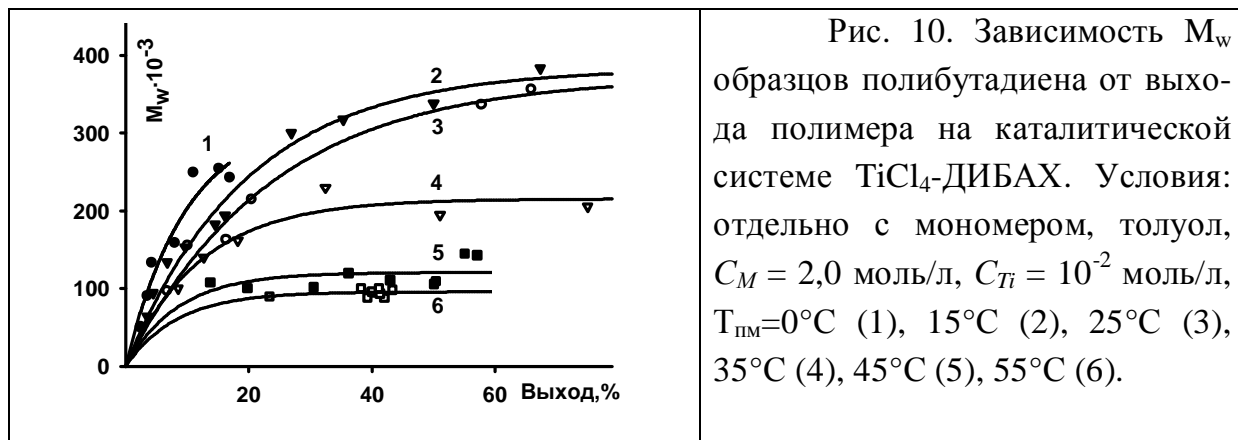 400
300
200
100
0
M_w·10^-3
1
2
3
4
5
6
20
40
60
Выход,%
Рис. 10. Зависимость M_w
образцов полибутадиена от выхо-
да полимера на каталитической
системе TiCl_4-ДИБАХ. Условия:
отдельно с мономером, толуол,
C_M = 2,0 моль/л, C_Ti = 10^-2 моль/л,
T_пм=0°C (1), 15°C (2), 25°C (3),
35°C (4), 45°C (5), 55°C (6).